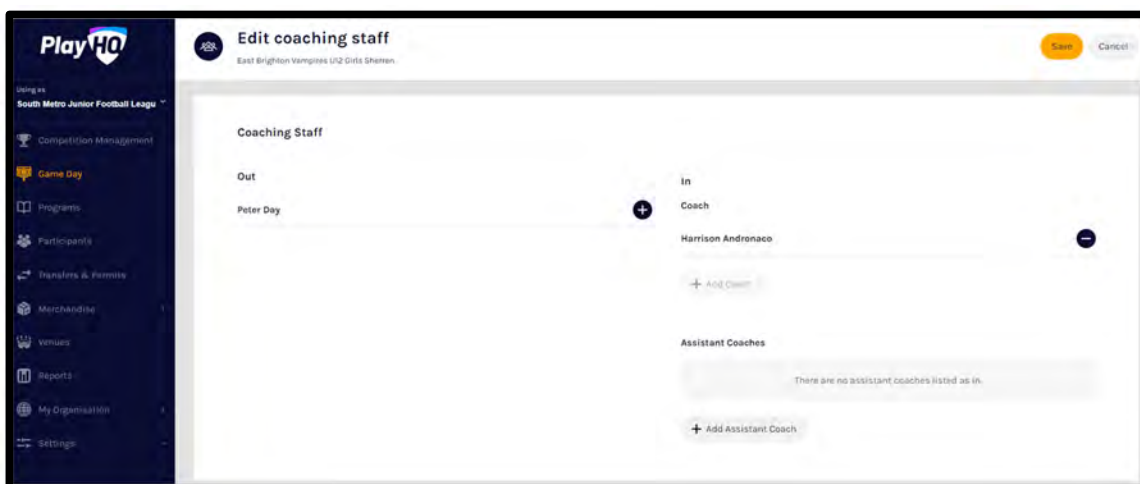 PlayHQ
Using as
South Metro Junior Football Leagu
Competition Management
Game Day
Programs
Participants
Transfers & Permits
Merchandise
Venues
Reports
My Organisation
Settings
Edit coaching staff
East Brighton Vampires U12 Girls Sherren
Save
Cancel
Coaching Staff
Out
Peter Day
In
Coach
Harrison Andronaco
+ Add Coach
Assistant Coaches
There are no assistant coaches listed as in.
+ Add Assistant Coach